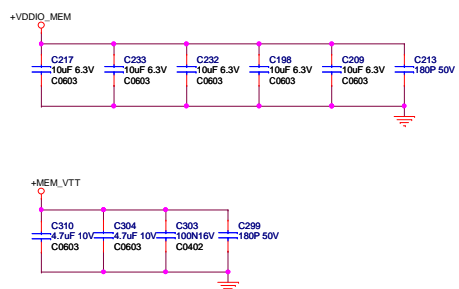 +VDDIO_MEM
C217 C233 C232 C198 C209 C213
10uF 6.3V 10uF 6.3V 10uF 6.3V 10uF 6.3V 10uF 6.3V 180P 50V
C0603 C0603 C0603 C0603 C0603
+MEM_VTT
C310 C304 C303 C299
4.7uF 10V 4.7uF 10V 100N16V 180P 50V
C0603 C0603 C0402